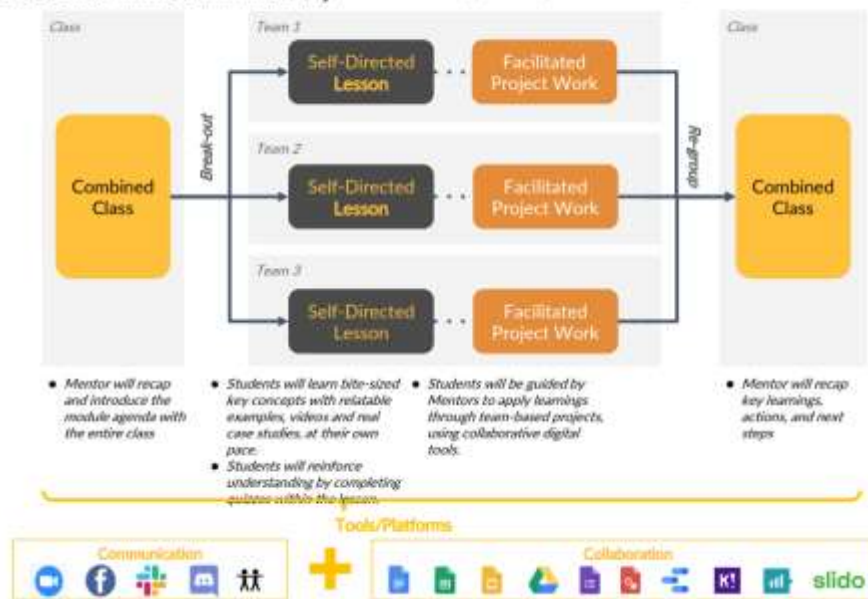 Class
Team 1
Class
Self-Directed
Lesson
Facilitated
Project Work
Break-out
Re-group
Team 2
Combined
Class
Self-Directed
Lesson
Facilitated
Project Work
Combined
Class
Team 3
Self-Directed
Lesson
Facilitated
Project Work
● Mentor will recap
and introduce the
module agenda with
the entire class
● Students will learn bite-sized
key concepts with relatable
examples, videos and real
case studies, at their own
pace.
● Students will reinforce
understanding by completing
quizzes within the lesson.
● Students will be guided by
Mentors to apply learnings
through team-based projects,
using collaborative digital
tools.
● Mentor will recap
key learnings,
actions, and next
steps
Tools/Platforms
Communication
Collaboration
K!
slido